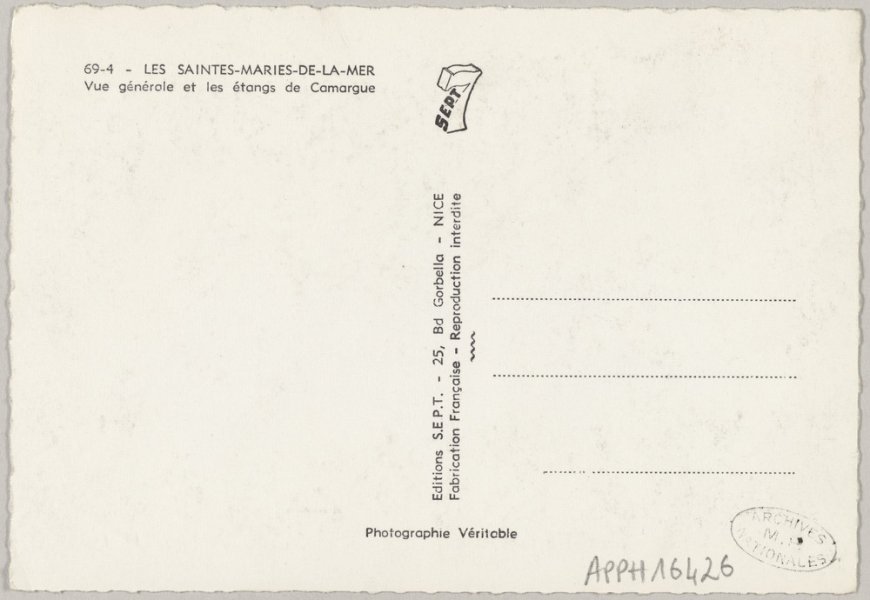 69-4 - LES SAINTES-MARIES-DE-LA-MER
Vue générale et les étangs de Camargue
SEPT
Editions S.E.P.T. - 25, Bd Gorbella - NICE
Fabrication Française - Reproduction interdite
Photographie Véritable
APPH16426
ARCHIVES
NATIONALES